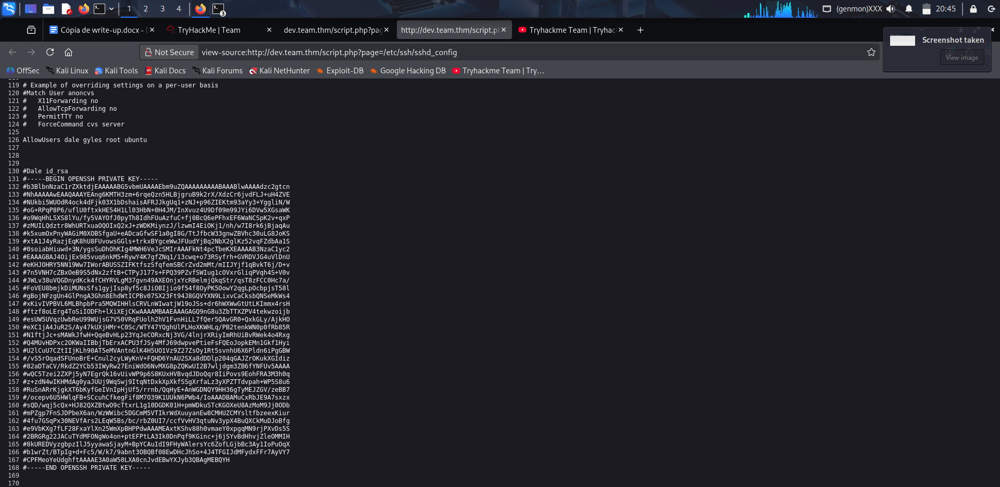 1 2 3 4 3 (genmon)XXX 20:45
Cópia de write-up.docx - TryHackMe | Team dev.team.thm/script.php?pag http://dev.team.thm/script.p Tryhackme Team | Tryhac
Screenshot taken
View image
Not Secure view-source:http://dev.team.thm/script.php?page=/etc/ssh/sshd_config
OffSec Kali Linux Kali Tools Kali Docs Kali Forums Kali NetHunter Exploit-DB Google Hacking DB Tryhackme Team | Try…
119 # Example of overriding settings on a per-user basis
120 #Match User anoncvs
121 #   X11Forwarding no
122 #   AllowTcpForwarding no
123 #   PermitTTY no
124 #   ForceCommand cvs server
125
126 AllowUsers dale gyles root ubuntu
127
128
129
130 #Dale id_rsa
131 #-----BEGIN OPENSSH PRIVATE KEY-----
132 #b3BlbnNzaC1rZXktdjEAAAAABG5vbmUAAAAEbm9uZQAAAAAAAAABAAABlwAAAAdzc2gtcn
133 #NhAAAAAwEAAQAAAYEAng6KMTH3zm+6rqeQzn5HLBjgruB9k2rX/XdzCr6jvdFLJ+uH4ZVE
134 #NUkbi5WUOdR4ock4dFjk03X1bDshaisAFRJJkgUq1+zNJ+p96ZIEKtm93aYy3+YggliN/W
135 #oG+RPqP8P6/uflU0ftxkHE54H1Ll03HbN+0H4JM/InXvuz4U9Df09m99JYi6DVw5XGsaWK
136 #o9WqHhL5XS8lYu/fy5VAYOfJ0pyTh8IdhFUuAzfuC+fj0BcQ6ePFhxEF6WaNCSpK2v+qxP
137 #zMUILQdztr8WhURTxuaOQOIxQ2xJ+zWDKMiynzJ/lzwmI4EiOKj1/nh/w7I8rk6jBjaqAu
138 #k5xumOxPnyWAGiM0XOBSfgaU+eADcaGfwSF1a0gI8G/TtJfbcW33gnwZBVhc30uLG8JoKS
139 #xtA1J4yRazjEqK8hU8FUvowsGGls+trkxBYgceWwJFUudYjBq2NbX2glKz52vqFZdbAa1S
140 #0soiabHiuwd+3N/ygsSuDhOhKIg4MWH6VeJcSMIrAAAFkNt4pcTbeKXEAAAAB3NzaC1yc2
141 #EAAAGBAJ4OijEx985vuq6nkM5+RywY4K7gfZNq1/13cwq+o73RSyfrh+GVRDVJG4uVlDnU
142 #eKHJOHRY5NN19Ww7IWorABUSSZIFKtfszSfqfemSBCrZvd2mMt/mIIJYjf1qBvkT6j/D+v
143 #7n5VNH7cZBxOeB9S5dNx2zftB+CTPyJ177s+FPQ39PZvfSWIug1cOVxrGliqPVqh4S+V0v
144 #JWLv38uVQGDnydKck4fCHYRVLgM37gvn49AXEOnjxYcRBelmjQkqStr/qsT8zFCC0Hc7a/
145 #FoVEU8bmjkDiMUNsSfs1gyjIsp8yf5c8JiOBIjio9f54f8OyPK5OowY2qgLpOcbpjsT58l
146 #gBojNFzgUn4GlPngA3Ghn8EhdWtICPBv07SX23Ft94J8GQVYXN9LixvCaCksbQNSeMkWs4
147 #xKivIVPBVL6MLBhpbPra5MQWIHHlsCRVLnWIwatjW19oJSs+dr6hWXWwGtUtLKImmx4rsH
148 #ftzf8oLErg4ToSiIODFh+lXiXEjCKwAAAAMBAAEAAAGAGQ9nG8u3ZbTTXZPV4tekwzoijb
149 #esUW5UVqzUwbReU99WUjsG7V50VRqFUolh2hV1FvnHiLL7fQer5QAvGR0+QxkGLy/AjkHO
150 #eXC1jA4JuR2S/Ay47kUXjHMr+C0Sc/WTY47YQghUlPLHoXKWHLq/PB2tenkWN0p0fRb85R
151 #N1ftjJc+sMAWkJfwH+QqeBvHLp23YqJeCORxcNj3VG/4lnjrXRiyImRhUiBvRWek4o4Rxg
152 #Q4MUvHDPxc2OKWaIIBbjTbErxACPU3fJSy4MfJ69dwpvePtieFsFQEoJopkEMn1Gkf1Hyi
153 #U2lCuU7CZtIIjKLh90AT5eMVAntnGlK4H5UO1Vz9Z27ZsOy1Rt5svnhU6X6Pldn6iPgGBW
154 #/vS5rOqadSFUnoBrE+Cnul2cyLWyKnV+FQHD6YnAU2SXa8dDDlp204qGAJZrOKukXGIdiz
155 #82aDTaCV/RkdZ2YCb53IWyRw27EniWdO6NvMXG8pZQKwUI2B7wljdgm3ZB6fYNFUv5AAAA
156 #wQC5Tzei2ZXPj5yN7EgrQk16vUivWP9p6S8KUxHVBvqdJDoQqr8IiPovs9EohFRA3M3h0q
157 #z+zdN4wIKHMdAg0yaJUUj9WqSwj9ItqNtDxkXpXkfSSgXrfaLz3yXPZTTdvpah+WP5S8u6
158 #RuSnARrKjgkXT6bKyfGeIVnIpHjUf5/rrnb/QqHyE+AnWGDNQY9HH36gTyMEJZGV/zeBB7
159 #/ocepv6U5HWlqFB+SCcuhCfkegFif8M7O39K1UUkN6PWb4/IoAAADBAMuCxRbJE9A7sxzx
160 #sQD/wqj5cQx+HJ82QXZBtwO9cTtxrL1g10DGDK01H+pmWDkuSTcKGOXeU8AzMoM9Jj0ODb
161 #mPZgp7FnSJDPbeX6an/WzWWibc5DGCmM5VTIkrWdXuuyanEw8CMHUZCMYsltfbzeexKiur
162 #4fu7GSqPx30NEVfArs2LEqW5Bs/bc/rbZ0UI7/ccfVvHV3qtuNv3ypX4BuQXCkMuDJoBfg
163 #e9VbKXg7fLF28FxaYlXn25WmXpBHPPdwAAAMEAxtKShv88h0vmaeY0xpgqMN9rjPXvDs5S
164 #2BRGRg22JACuTYdMFONgWo4on+ptEFPtLA3Ik0DnPqf9KGinc+j6jSYvBdHhvjZleOMMIH
165 #8kUREDVyzgbpzIlJ5yyawaSjayM+BpYCAuIdI9FHyWAlersYc6ZofLGjbBc3Ay1IoPuOqX
166 #b1wrZt/BTpIg+d+Fc5/W/k7/9abnt3OBQBf08EwDHcJhSo+4J4TFGIJdMFydxFFr7AyVY7
167 #CPFMeoYeUdghftAAAAE3A0aW50LXA0cnJvdEBwYXJyb3QBAgMEBQYH
168 #-----END OPENSSH PRIVATE KEY-----
169
170